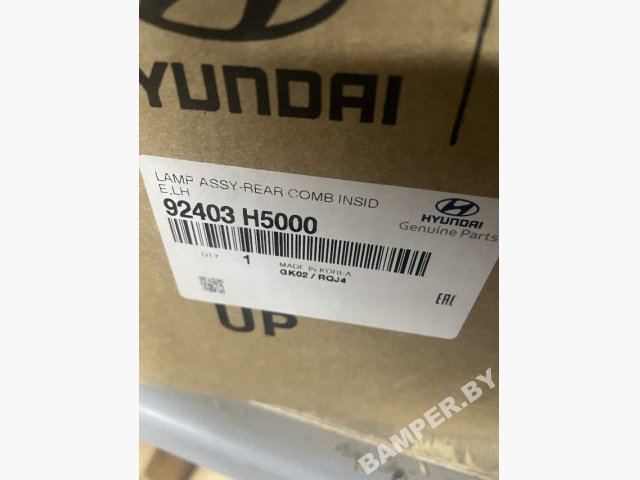 HYUNDAI
LAMP ASSY-REAR COMB INSID
E,LH
92403 H5000
HYUNDAI
Genuine Parts
QTY 1
MADE IN KOREA
GK02 / RQJ4
EAC
UP
BAMPER.BY